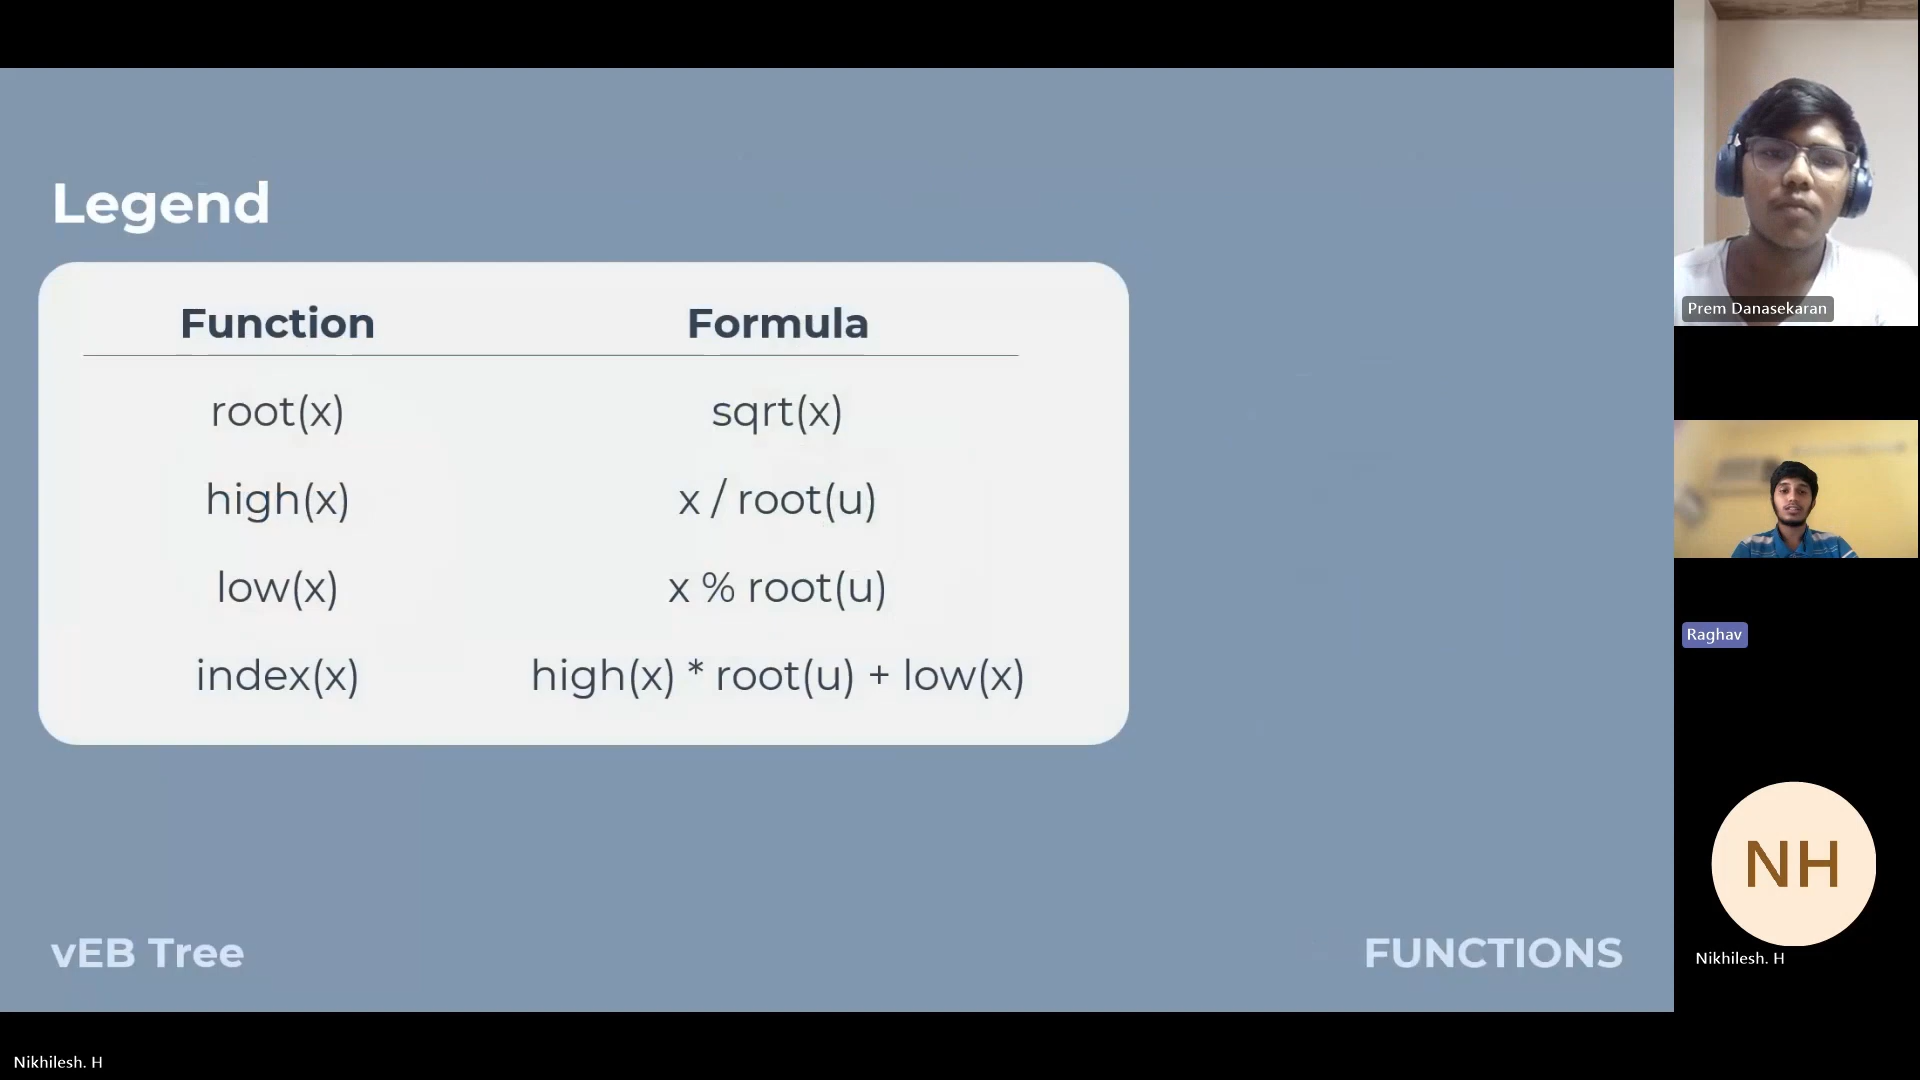 Legend
Function Formula
root(x) sqrt(x)
high(x) x / root(u)
low(x) x % root(u)
index(x) high(x) * root(u) + low(x)
vEB Tree FUNCTIONS
Nikhilesh. H
Prem Danasekaran
Raghav
NH
Nikhilesh. H